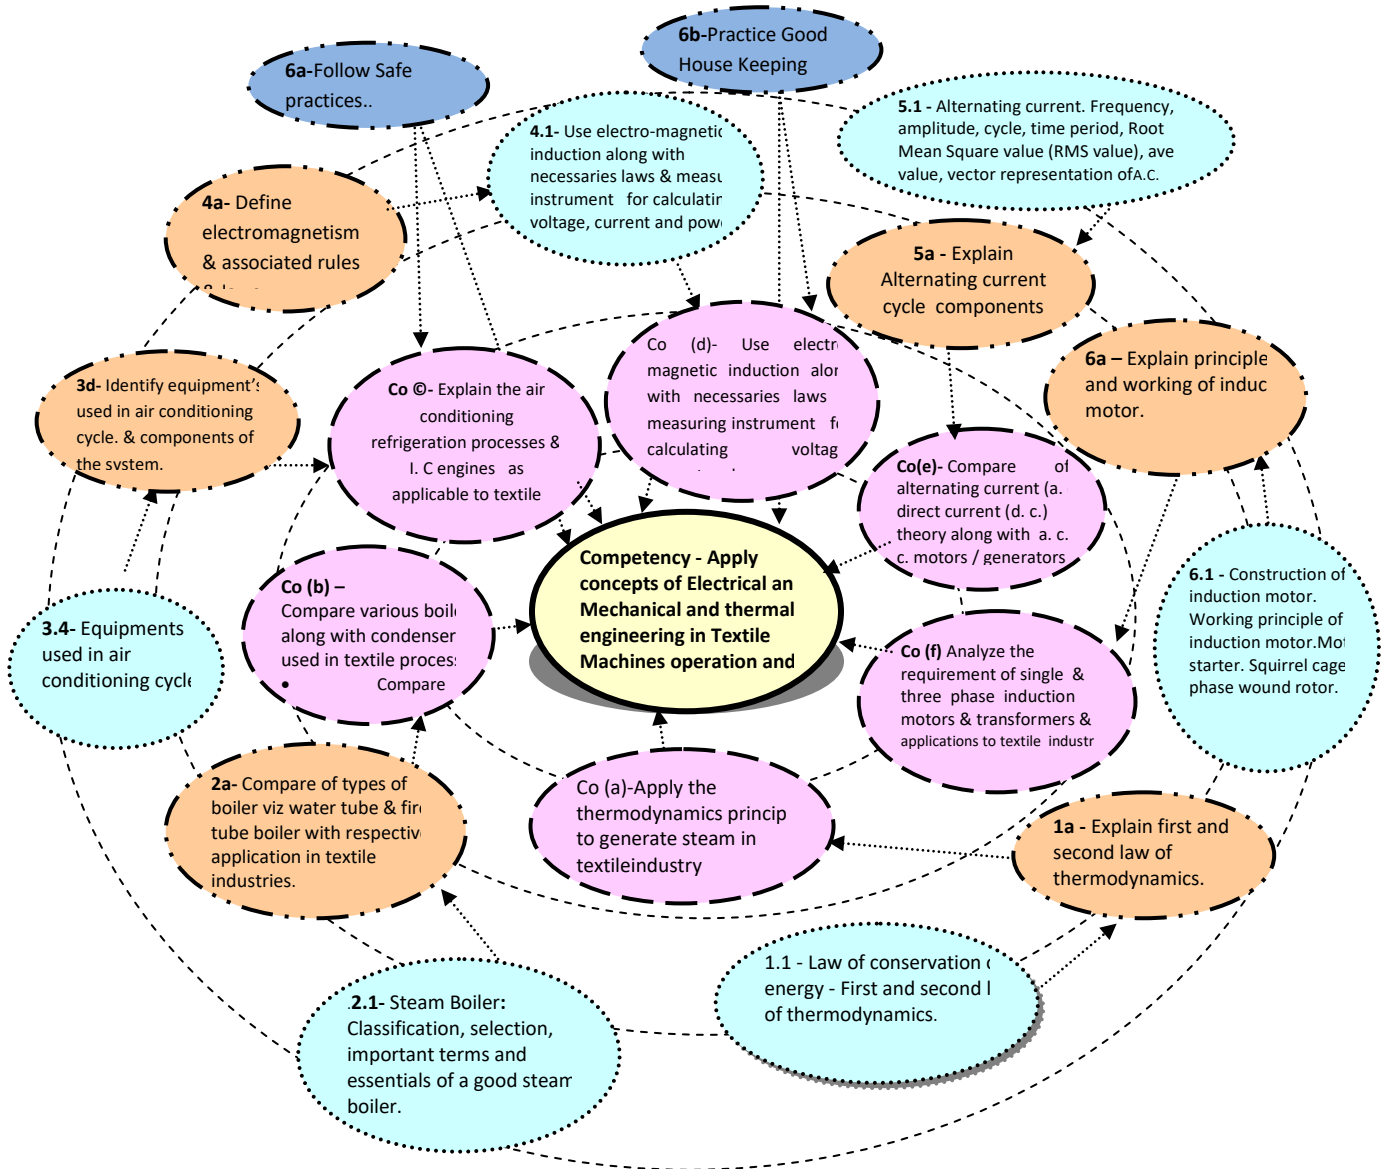 6b-Practice Good
House Keeping
6a-Follow Safe
practices..
5.1 - Alternating current. Frequency,
amplitude, cycle, time period, Root
Mean Square value (RMS value), ave
value, vector representation of A.C.
4.1- Use electro-magnetic
induction along with
necessaries laws & measu
instrument for calculatin
voltage, current and pow
4a- Define
electromagnetism
& associated rules
5a - Explain
Alternating current
cycle components
6a – Explain principle
and working of induc
motor.
3d- Identify equipment's
used in air conditioning
cycle. & components of
the system.
Co ©- Explain the air
conditioning
refrigeration processes &
I. C engines as
applicable to textile
Co (d)- Use electr
magnetic induction alon
with necessaries laws
measuring instrument f
calculating voltag
Co(e)- Compare of
alternating current (a.
direct current (d. c.)
theory along with a. c.
c. motors / generators
Competency - Apply
concepts of Electrical an
Mechanical and thermal
engineering in Textile
Machines operation and
Co (b) –
Compare various boil
along with condenser
used in textile proces
• Compare
3.4- Equipments
used in air
conditioning cycle
6.1 - Construction of
induction motor.
Working principle of
induction motor.Mot
starter. Squirrel cage
phase wound rotor.
Co (f) Analyze the
requirement of single &
three phase induction
motors & transformers &
applications to textile industr
2a- Compare of types of
boiler viz water tube & fire
tube boiler with respectiv
application in textile
industries.
Co (a)-Apply the
thermodynamics princip
to generate steam in
textileindustry
1a - Explain first and
second law of
thermodynamics.
1.1 - Law of conservation o
energy - First and second l
of thermodynamics.
.2.1- Steam Boiler:
Classification, selection,
important terms and
essentials of a good steam
boiler.